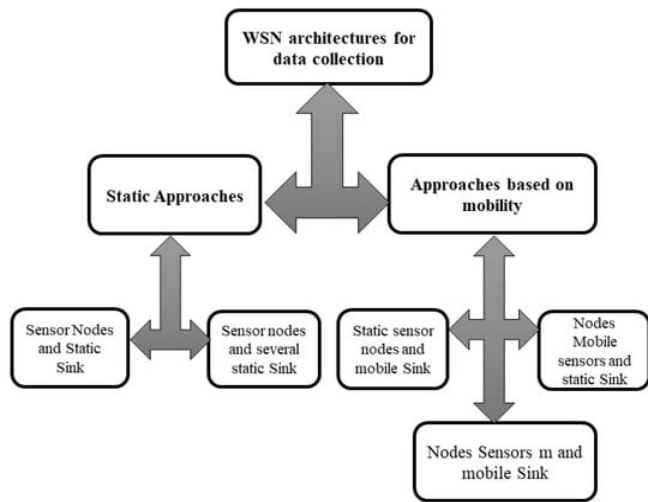 WSN architectures for
data collection
Static Approaches
Approaches based on
mobility
Sensor Nodes
and Static
Sink
Sensor nodes
and several
static Sink
Static sensor
nodes and
mobile Sink
Nodes
Mobile
sensors and
static Sink
Nodes Sensors m and
mobile Sink